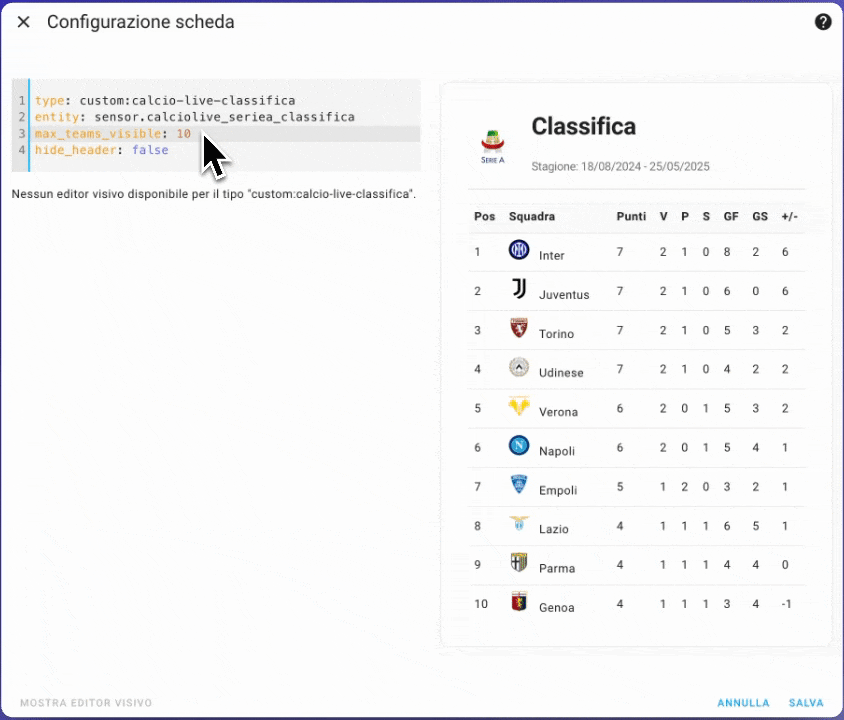 Configurazione scheda
1 type: custom:calcio-live-classifica
2 entity: sensor.calciolive_seriea_classifica
3 max_teams_visible: 10
4 hide_header: false
Nessun editor visivo disponibile per il tipo "custom:calcio-live-classifica".
SERIE A
Classifica
Stagione: 18/08/2024 - 25/05/2025
Pos Squadra Punti V P S GF GS +/-
1 Inter 7 2 1 0 8 2 6
2 Juventus 7 2 1 0 6 0 6
3 Torino 7 2 1 0 5 3 2
4 Udinese 7 2 1 0 4 2 2
5 Verona 6 2 0 1 5 3 2
6 Napoli 6 2 0 1 5 4 1
7 Empoli 5 1 2 0 3 2 1
8 Lazio 4 1 1 1 6 5 1
9 Parma 4 1 1 1 4 4 0
10 Genoa 4 1 1 1 3 4 -1
MOSTRA EDITOR VISIVO
ANNULLA SALVA